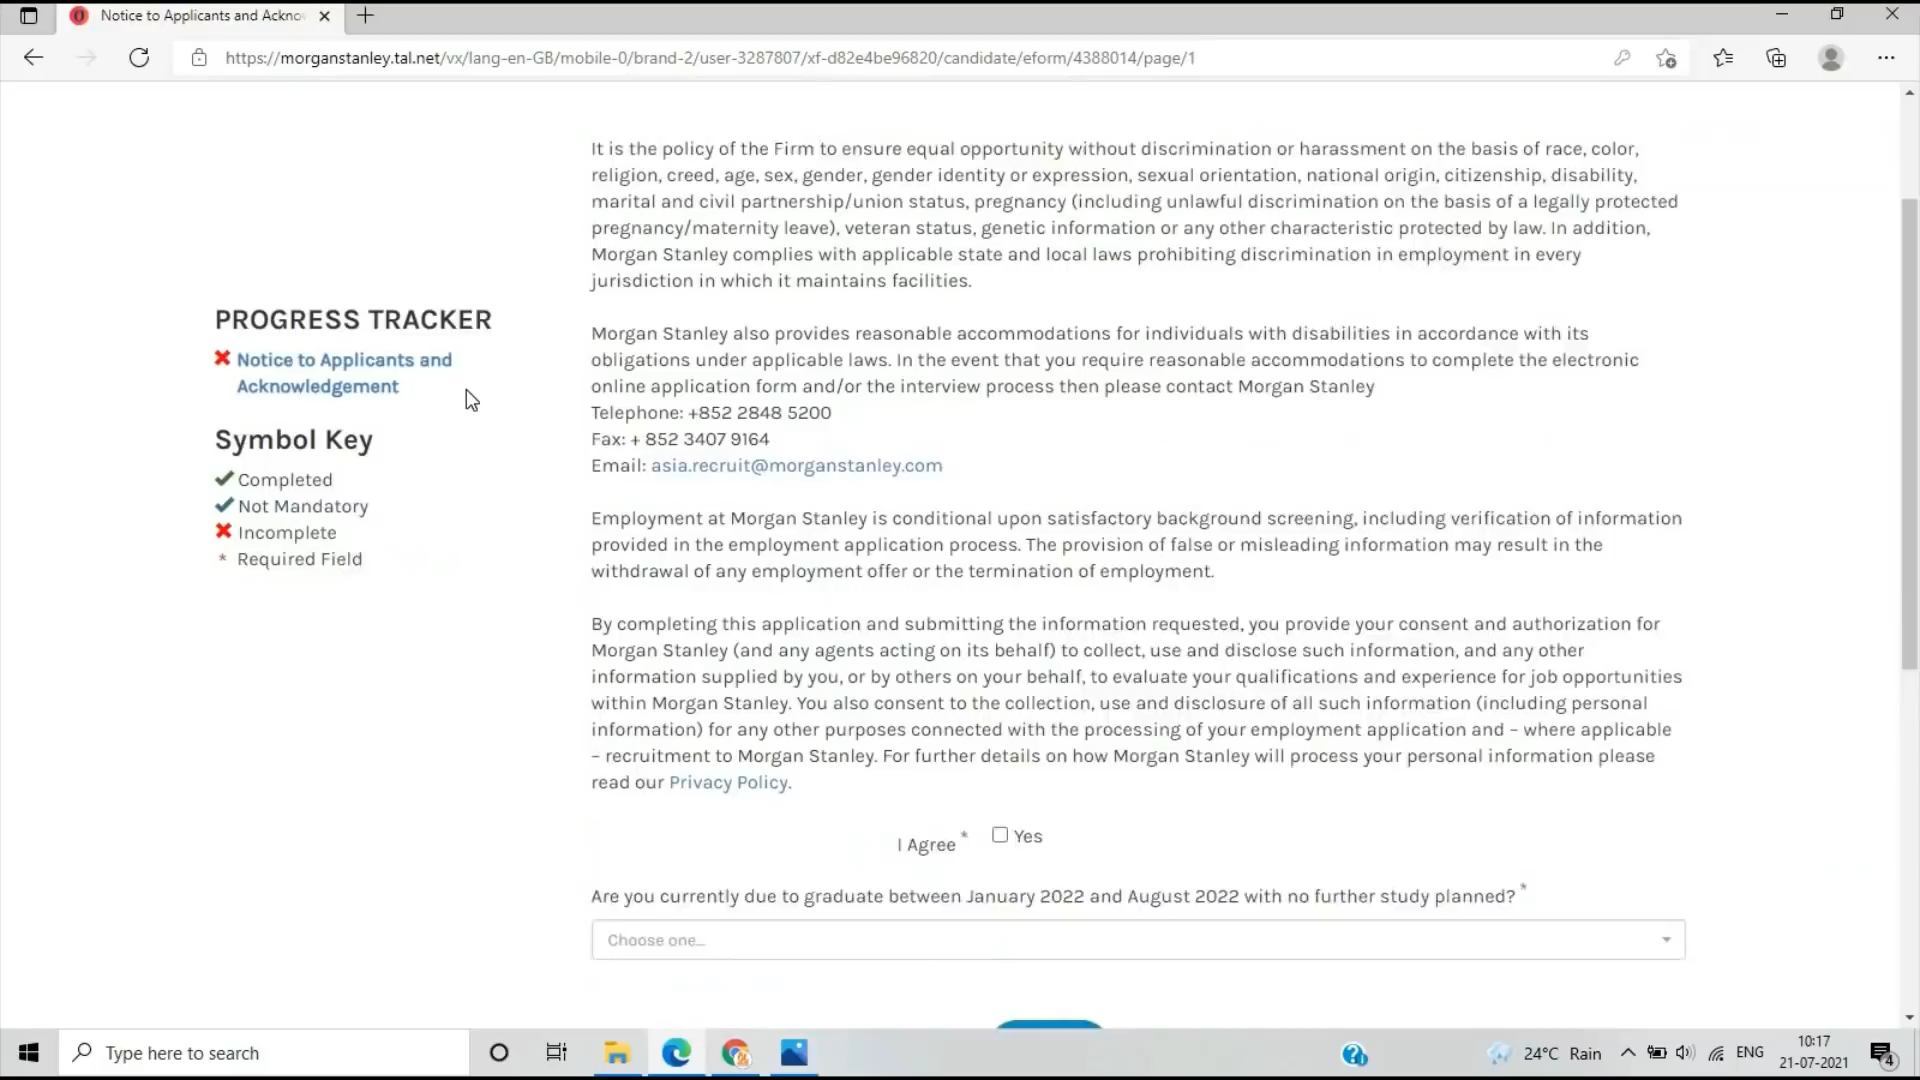 Notice to Applicants and Ackno
https://morganstanley.tal.net/vx/lang-en-GB/mobile-0/brand-2/user-3287807/xf-d82e4be96820/candidate/eform/4388014/page/1
PROGRESS TRACKER
Notice to Applicants and
Acknowledgement
Symbol Key
Completed
Not Mandatory
Incomplete
* Required Field
It is the policy of the Firm to ensure equal opportunity without discrimination or harassment on the basis of race, color,
religion, creed, age, sex, gender, gender identity or expression, sexual orientation, national origin, citizenship, disability,
marital and civil partnership/union status, pregnancy (including unlawful discrimination on the basis of a legally protected
pregnancy/maternity leave), veteran status, genetic information or any other characteristic protected by law. In addition,
Morgan Stanley complies with applicable state and local laws prohibiting discrimination in employment in every
jurisdiction in which it maintains facilities.
Morgan Stanley also provides reasonable accommodations for individuals with disabilities in accordance with its
obligations under applicable laws. In the event that you require reasonable accommodations to complete the electronic
online application form and/or the interview process then please contact Morgan Stanley
Telephone: +852 2848 5200
Fax: + 852 3407 9164
Email: asia.recruit@morganstanley.com
Employment at Morgan Stanley is conditional upon satisfactory background screening, including verification of information
provided in the employment application process. The provision of false or misleading information may result in the
withdrawal of any employment offer or the termination of employment.
By completing this application and submitting the information requested, you provide your consent and authorization for
Morgan Stanley (and any agents acting on its behalf) to collect, use and disclose such information, and any other
information supplied by you, or by others on your behalf, to evaluate your qualifications and experience for job opportunities
within Morgan Stanley. You also consent to the collection, use and disclosure of all such information (including personal
information) for any other purposes connected with the processing of your employment application and – where applicable
– recruitment to Morgan Stanley. For further details on how Morgan Stanley will process your personal information please
read our Privacy Policy.
I Agree * Yes
Are you currently due to graduate between January 2022 and August 2022 with no further study planned? *
Choose one...
Type here to search
24°C Rain
ENG
10:17
21-07-2021
4